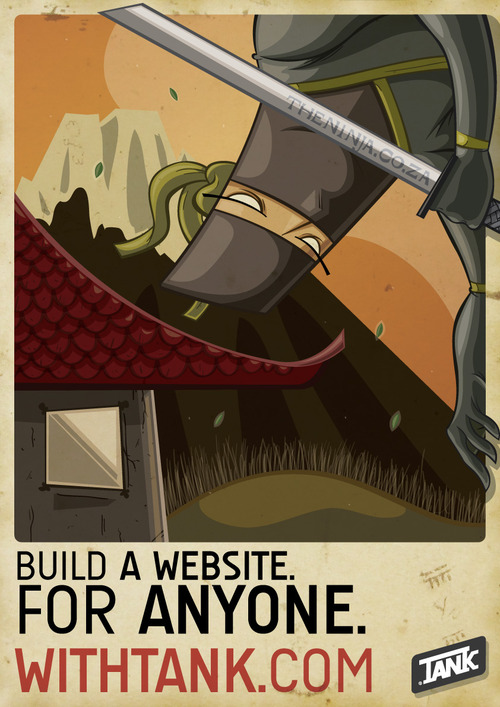 THENINJA.CO.ZA
BUILD A WEBSITE.
FOR ANYONE.
WITHTANK.COM
.TANK